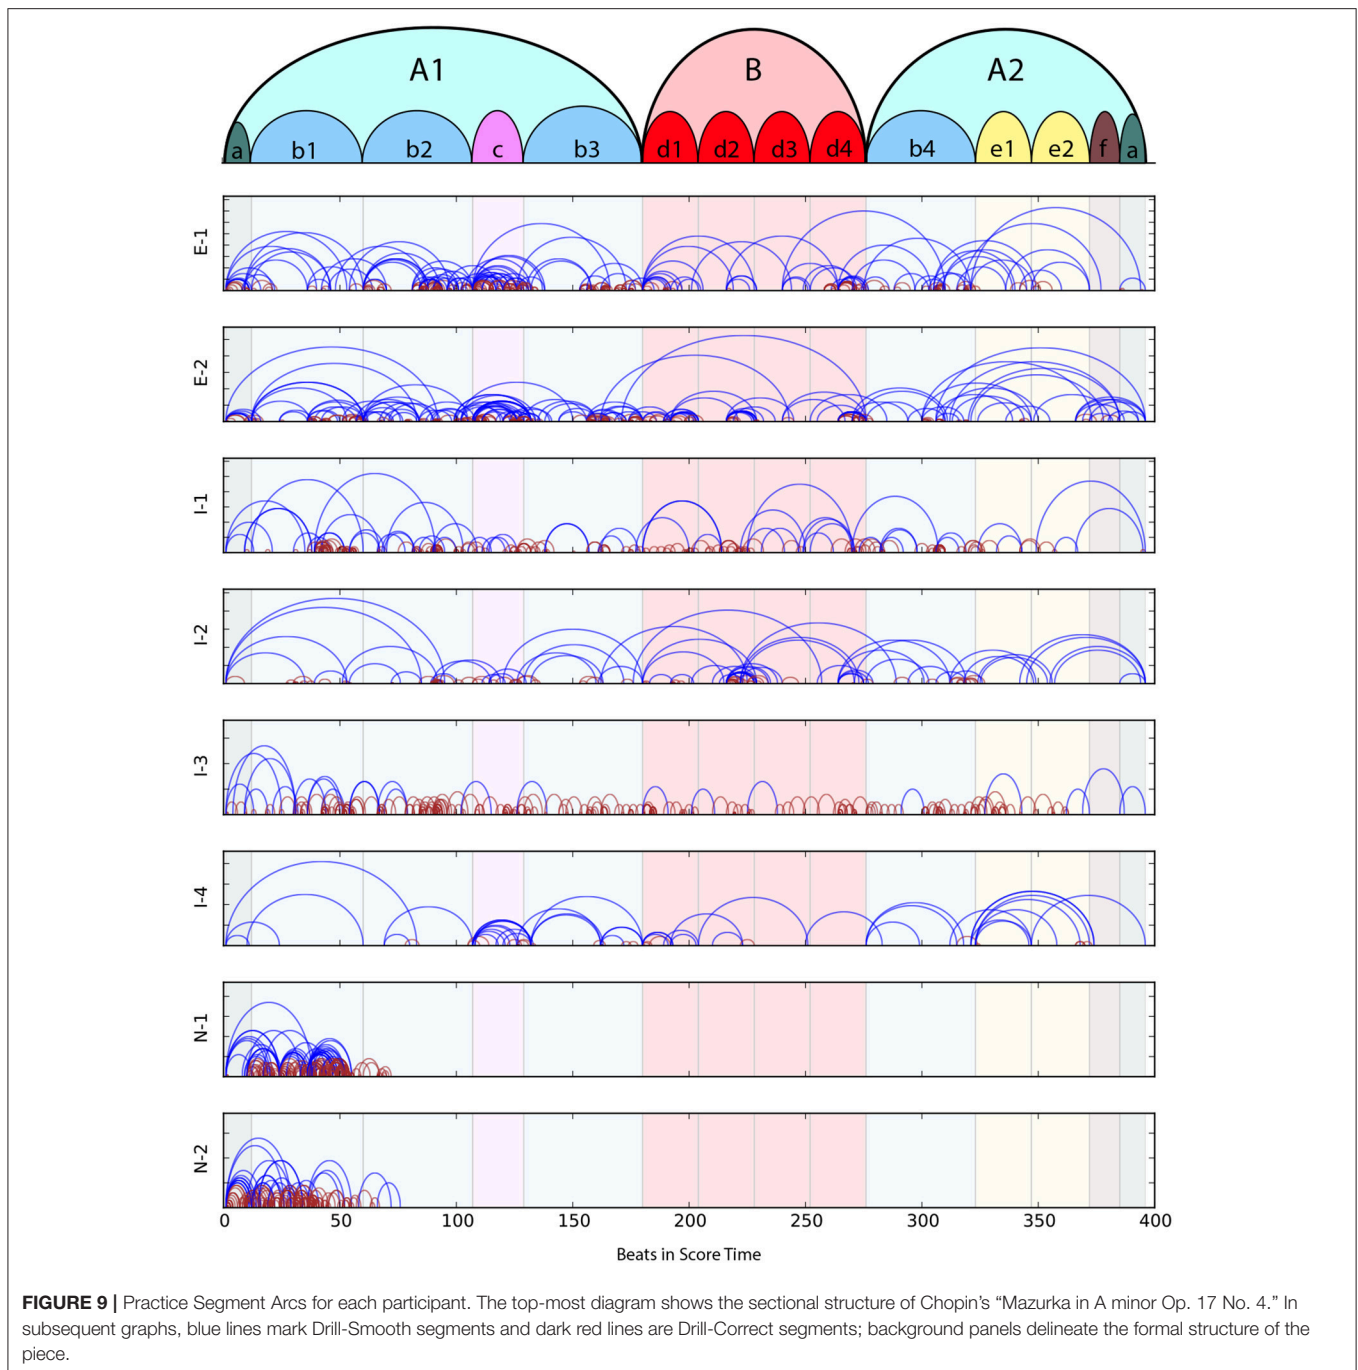 A1 B A2
a b1 b2 c b3 d1 d2 d3 d4 b4 e1 e2 f a
E-1
E-2
I-1
I-2
I-3
I-4
N-1
N-2
0 50 100 150 200 250 300 350 400
Beats in Score Time
FIGURE 9 | Practice Segment Arcs for each participant. The top-most diagram shows the sectional structure of Chopin's “Mazurka in A minor Op. 17 No. 4.” In
subsequent graphs, blue lines mark Drill-Smooth segments and dark red lines are Drill-Correct segments; background panels delineate the formal structure of the
piece.